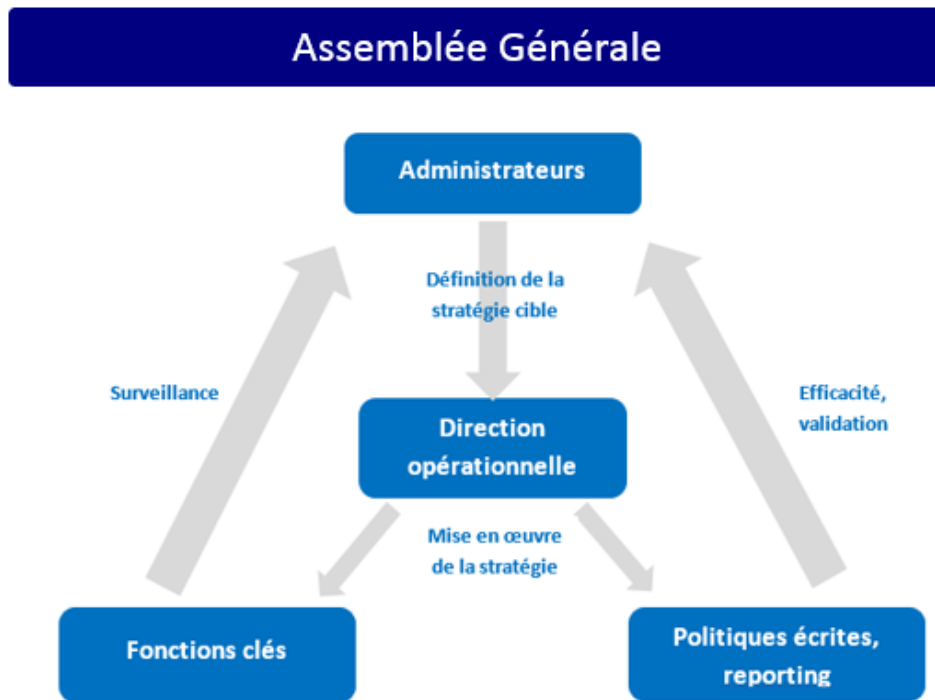 Assemblée Générale
Administrateurs
Définition de la
stratégie cible
Surveillance
Efficacité,
validation
Direction
opérationnelle
Mise en œuvre
de la stratégie
Fonctions clés
Politiques écrites,
reporting